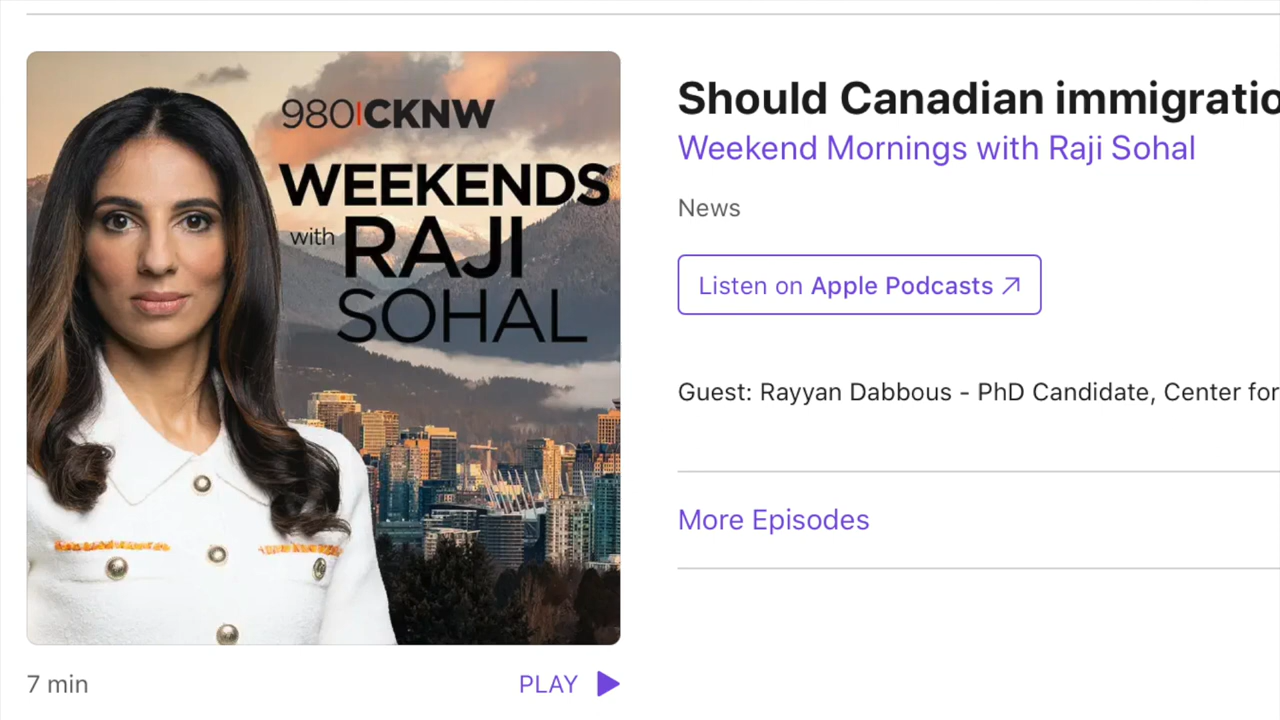 980|CKNW
WEEKENDS
with RAJI
SOHAL
7 min
PLAY
Should Canadian immigratio
Weekend Mornings with Raji Sohal
News
Listen on Apple Podcasts ↗
Guest: Rayyan Dabbous - PhD Candidate, Center for
More Episodes